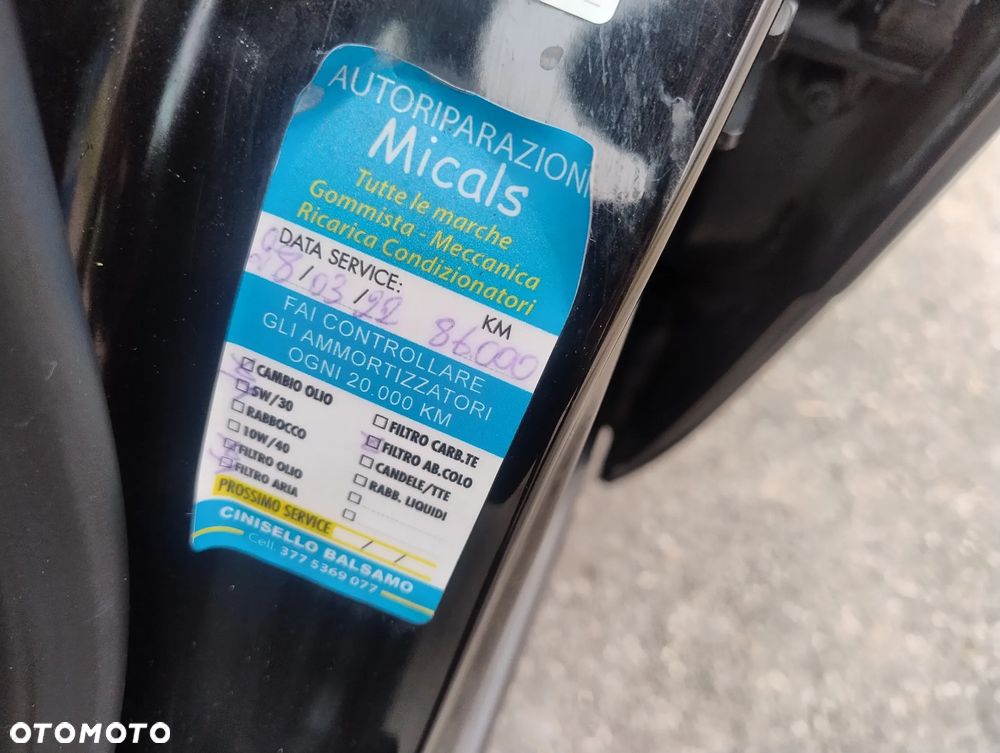 AUTORIPARAZIONI
Micals
Tutte le marche
Gommista - Meccanica
Ricarica Condizionatori
DATA SERVICE:
KM
/03/22 86.000
FAI CONTROLLARE
GLI AMMORTIZZATORI
OGNI 20.000 KM
CAMBIO OLIO
5W/30
RABBOCCO
10W/40
FILTRO OLIO
FILTRO ARIA
FILTRO CARB.TE
FILTRO AB.COLO
CANDELE/TTE
RABB. LIQUIDI
PROSSIMO SERVICE / / /
CINISELLO BALSAMO
Cell. 377 5369 077
OTOMOTO